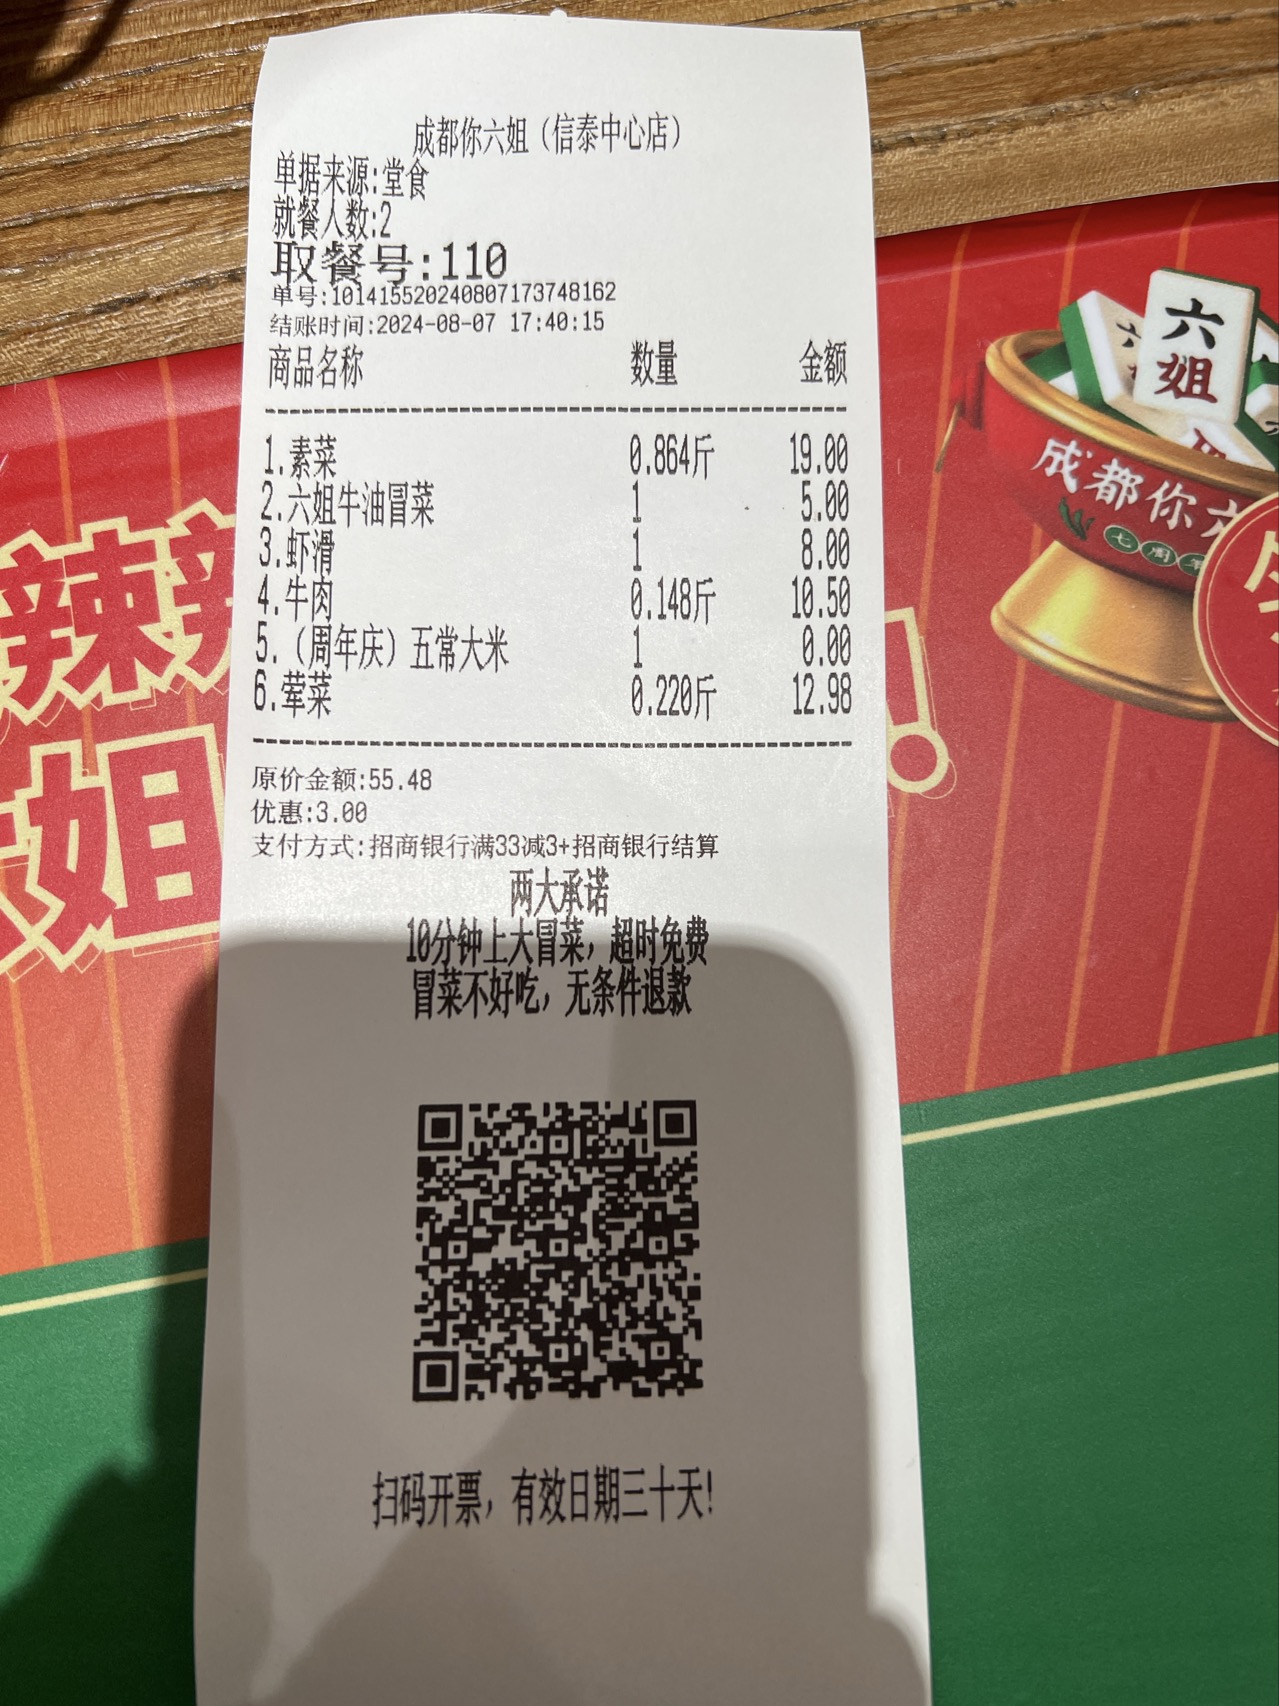 成都你六姐（信泰中心店）
单据来源:堂食
就餐人数:2
取餐号:110
单号:101415520240807173748162
结账时间:2024-08-07 17:40:15
商品名称 数量 金额
1.素菜 0.864斤 19.00
2.六姐牛油冒菜 1 5.00
3.虾滑 1 8.00
4.牛肉 0.148斤 10.50
5.（周年庆）五常大米 1 0.00
6.荤菜 0.220斤 12.98
原价金额:55.48
优惠:3.00
支付方式:招商银行满33减3+招商银行结算
两大承诺
10分钟上大冒菜，超时免费
冒菜不好吃，无条件退款
扫码开票，有效日期三十天!
六
姐
成都你六
七周年
辣
姐
!